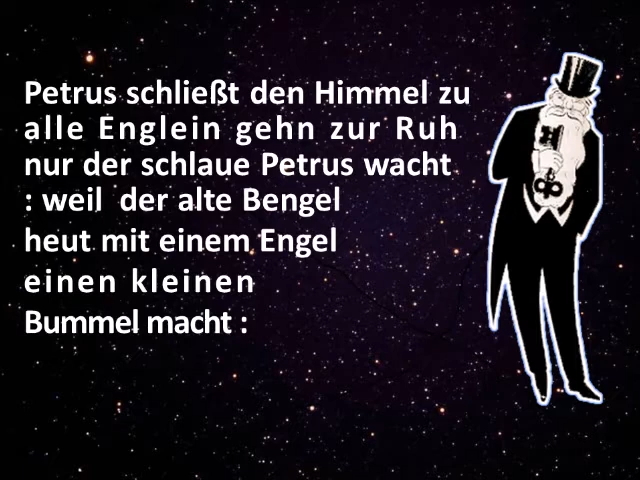 Petrus schließt den Himmel zu
alle Englein gehn zur Ruh
nur der schlaue Petrus wacht
: weil der alte Bengel
heut mit einem Engel
einen kleinen
Bummel macht :